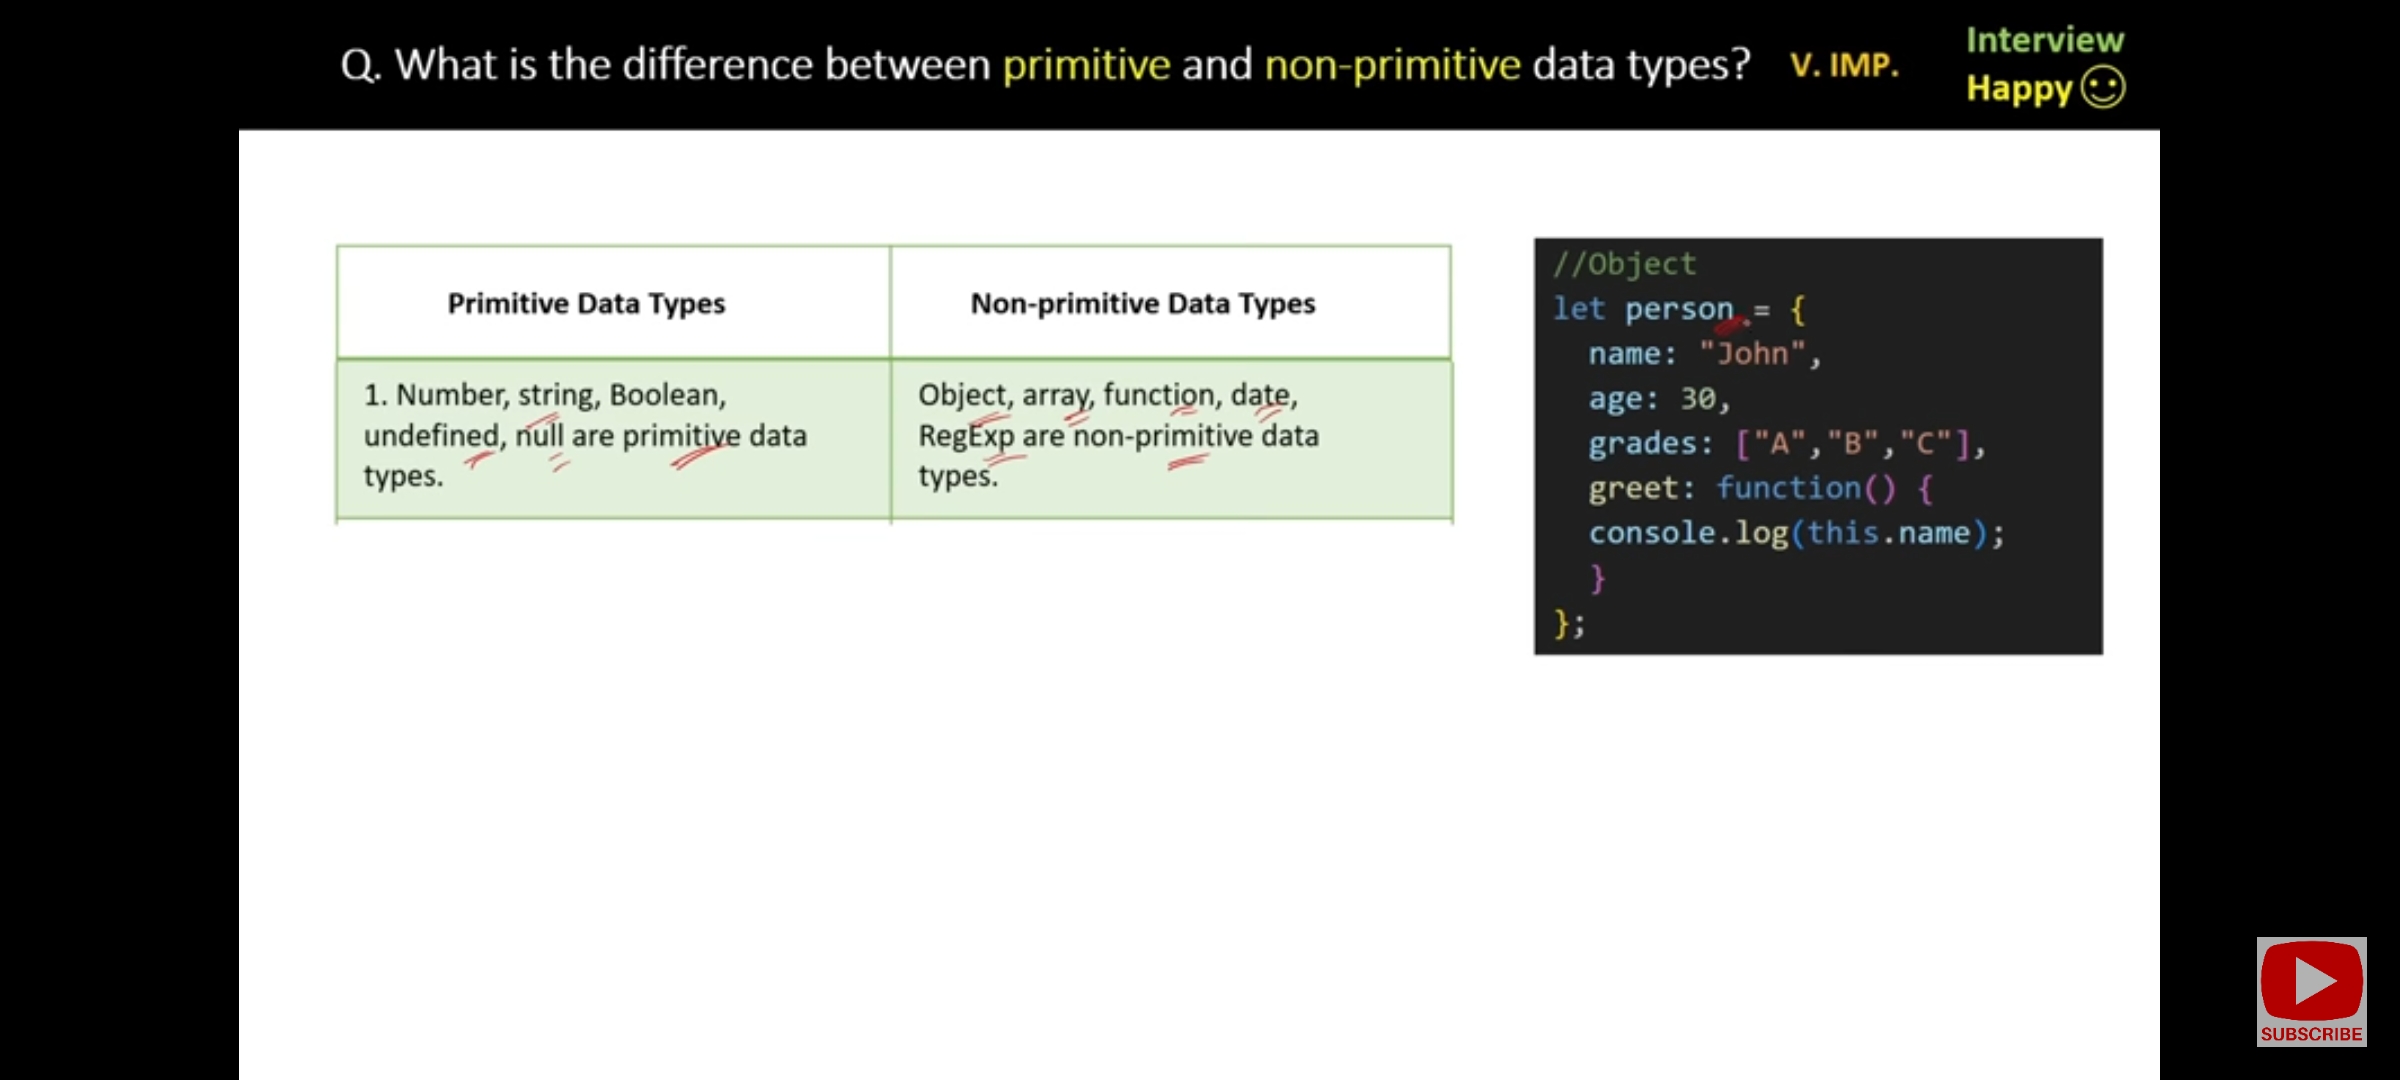 Q. What is the difference between primitive and non-primitive data types? V. IMP.
Interview
Happy
Primitive Data Types
Non-primitive Data Types
1. Number, string, Boolean,
undefined, null are primitive data
types.
Object, array, function, date,
RegExp are non-primitive data
types.
//Object
let person = {
name: "John",
age: 30,
grades: ["A","B","C"],
greet: function() {
console.log(this.name);
}
};
SUBSCRIBE